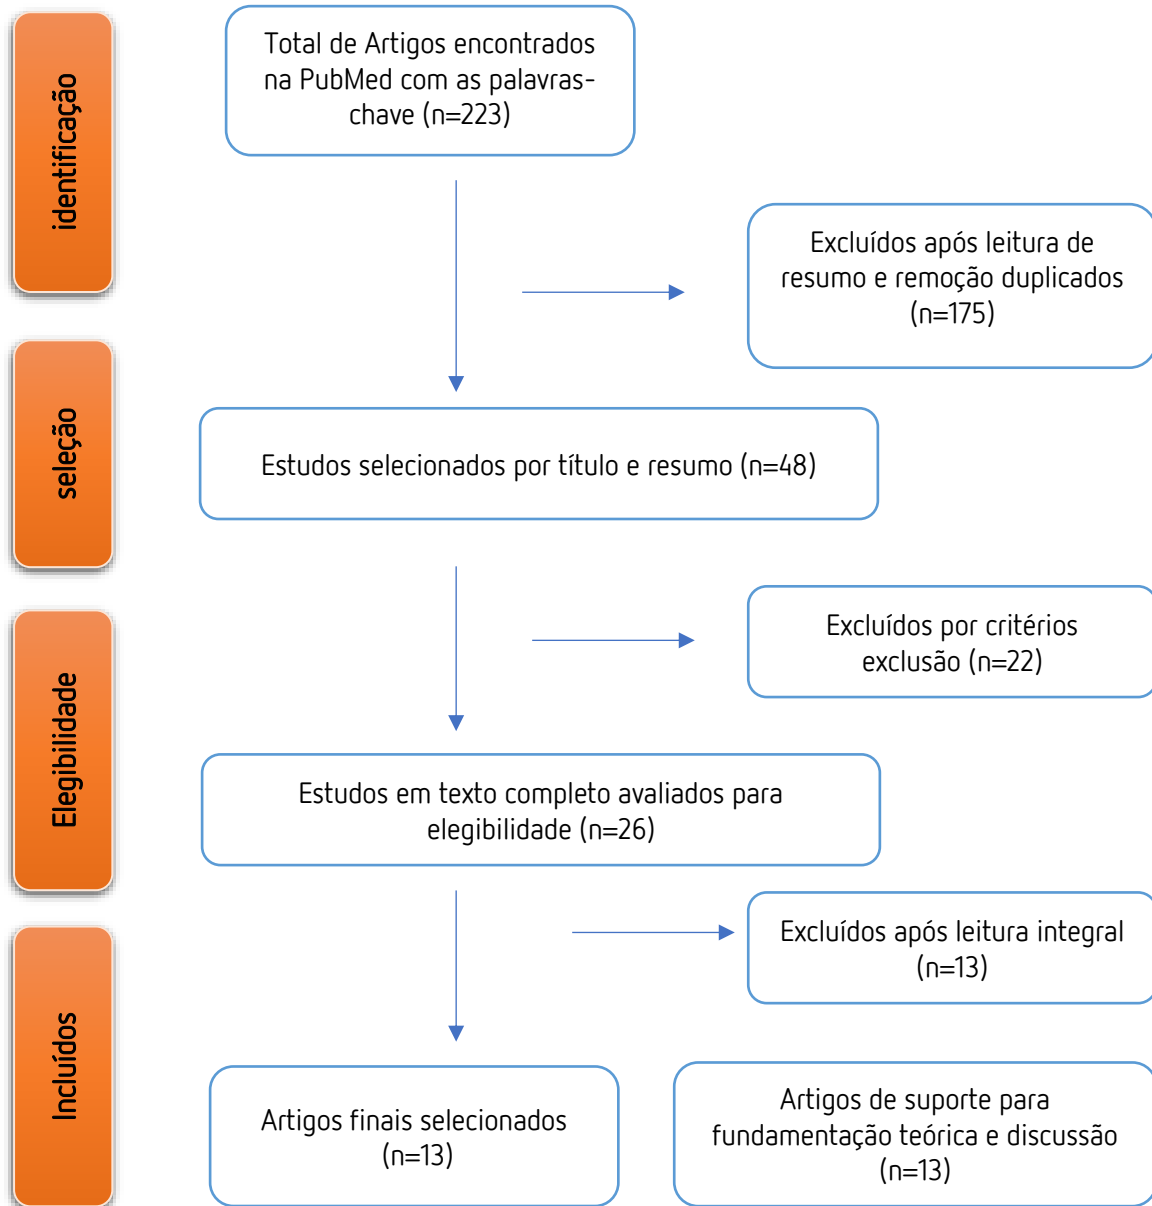 identificação
Total de Artigos encontrados
na PubMed com as palavras-
chave (n=223)
Excluídos após leitura de
resumo e remoção duplicados
(n=175)
seleção
Estudos selecionados por título e resumo (n=48)
Excluídos por critérios
exclusão (n=22)
Elegibilidade
Estudos em texto completo avaliados para
elegibilidade (n=26)
Excluídos após leitura integral
(n=13)
Incluídos
Artigos finais selecionados
(n=13)
Artigos de suporte para
fundamentação teórica e discussão
(n=13)